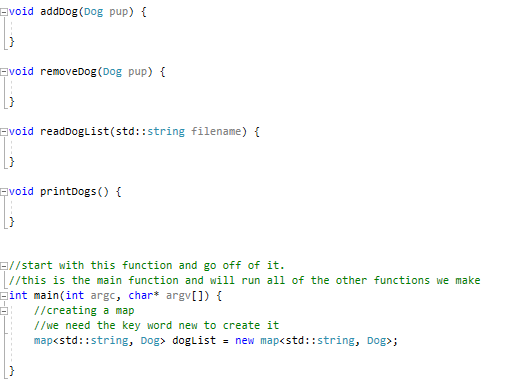 void addDog(Dog pup) {
}
void removeDog(Dog pup) {
}
void readDogList(std::string filename) {
}
void printDogs() {
}
//start with this function and go off of it.
//this is the main function and will run all of the other functions we make
int main(int argc, char* argv[]) {
//creating a map
//we need the key word new to create it
map<std::string, Dog> dogList = new map<std::string, Dog>;
}